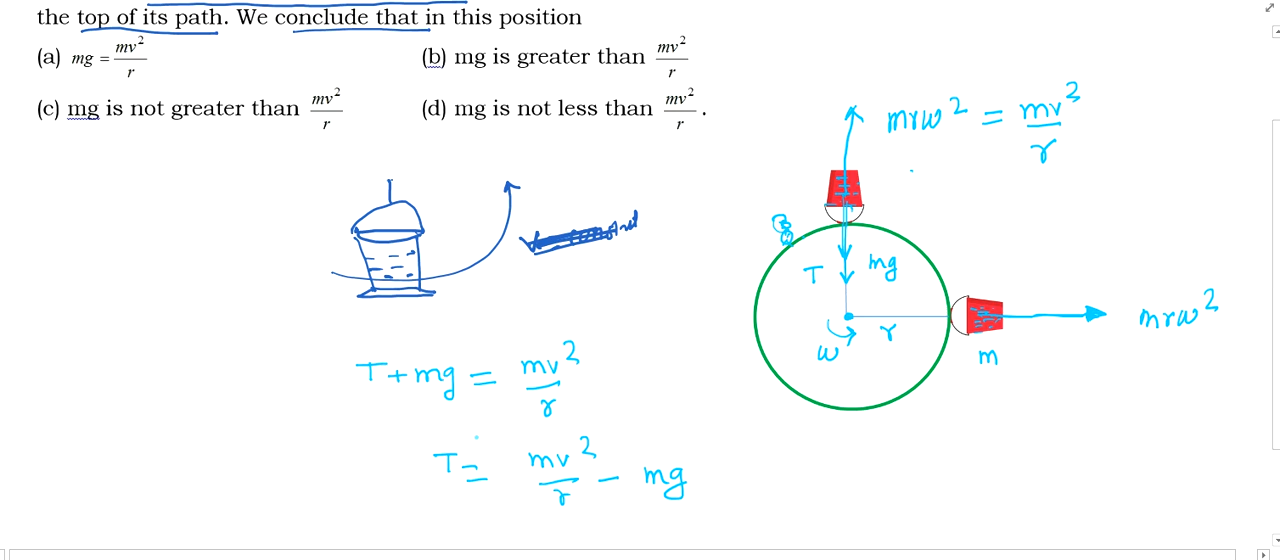 the top of its path. We conclude that in this position
(a) mg = mv²/r (b) mg is greater than mv²/r
(c) mg is not greater than mv²/r (d) mg is not less than mv²/r.
mrω² = mv²/r
T mg
ω r
mrω²
m
T + mg = mv²/r
T = mv²/r - mg